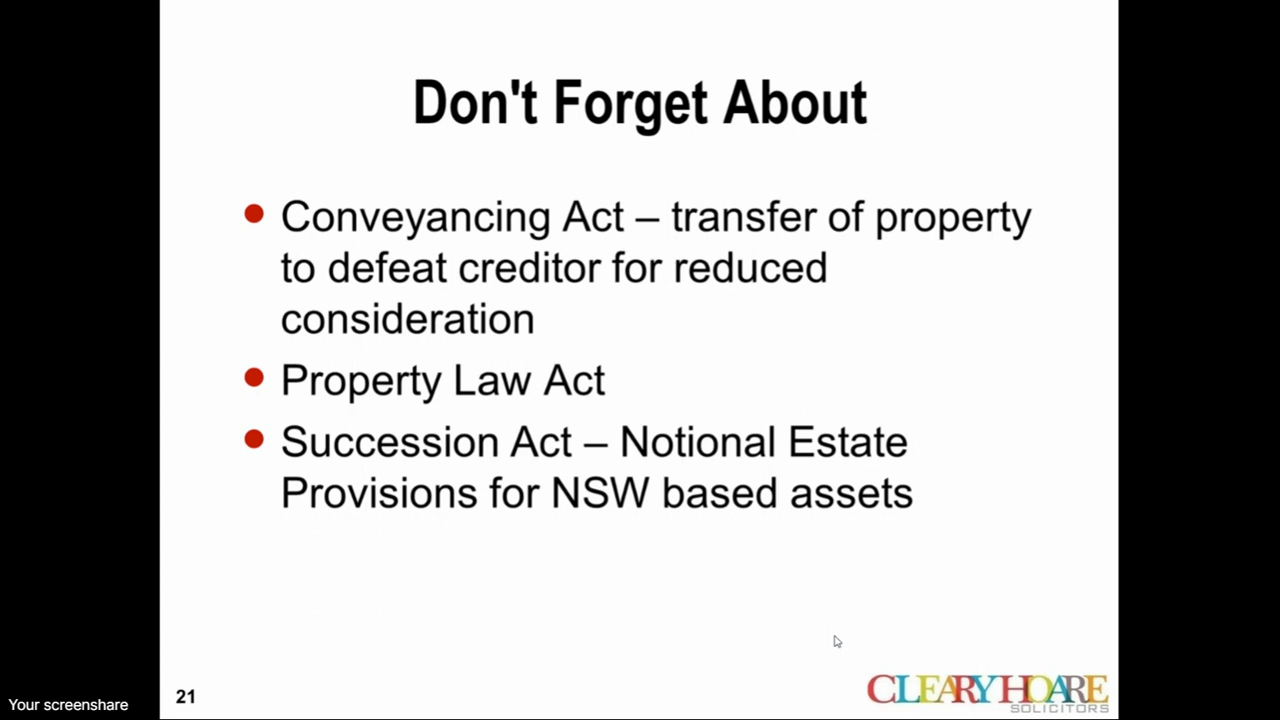 Don't Forget About
Conveyancing Act – transfer of property
to defeat creditor for reduced
consideration
Property Law Act
Succession Act – Notional Estate
Provisions for NSW based assets
Your screenshare
21
CLEARY HOARE
SOLICITORS